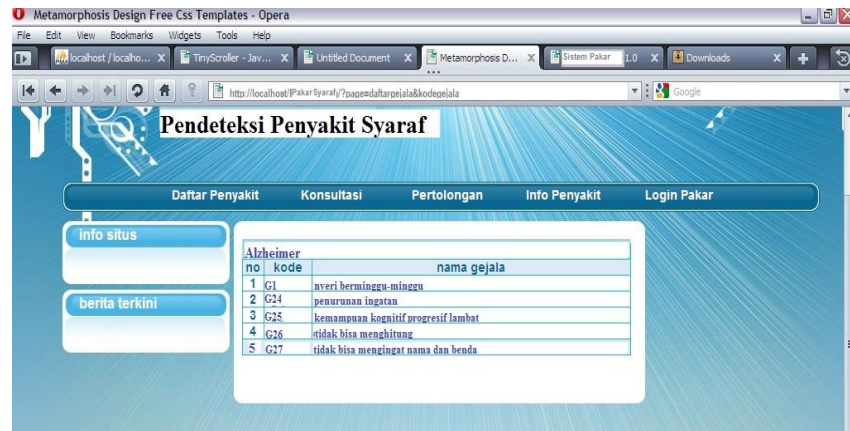 Metamorphosis Design Free Css Templates - Opera
File Edit View Bookmarks Widgets Tools Help
localhost / localho... X TinyScroller - Jav... X Untitled Document X Metamorphosis D... X Sistem Pakar 1.0 X Downloads X
http://localhost/PakarSyaraf/?page=daftargejala&kodegejala Google
Pendeteksi Penyakit Syaraf
Daftar Penyakit Konsultasi Pertolongan Info Penyakit Login Pakar
info situs
berita terkini
Alzheimer
no kode nama gejala
1 G1 nyeri berminggu-minggu
2 G24 penurunan ingatan
3 G25 kemampuan kognitif progresif lambat
4 G26 tidak bisa menghitung
5 G27 tidak bisa mengingat nama dan benda